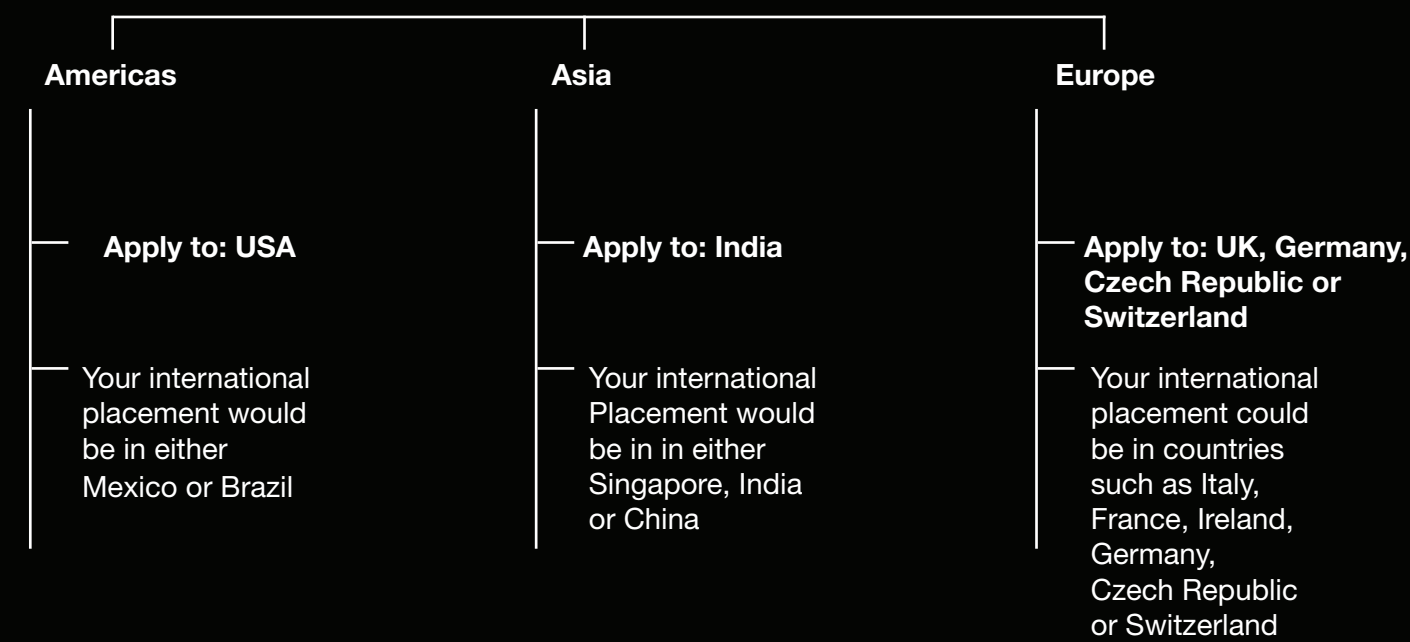 Americas
Apply to: USA
Your international
placement would
be in either
Mexico or Brazil
Asia
Apply to: India
Your international
Placement would
be in in either
Singapore, India
or China
Europe
Apply to: UK, Germany,
Czech Republic or
Switzerland
Your international
placement could
be in countries
such as Italy,
France, Ireland,
Germany,
Czech Republic
or Switzerland